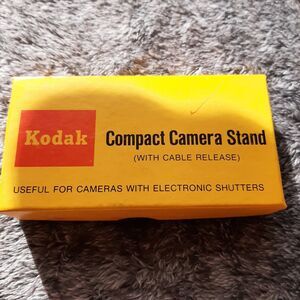 Kodak
Compact Camera Stand
(WITH CABLE RELEASE)
USEFUL FOR CAMERAS WITH ELECTRONIC SHUTTERS